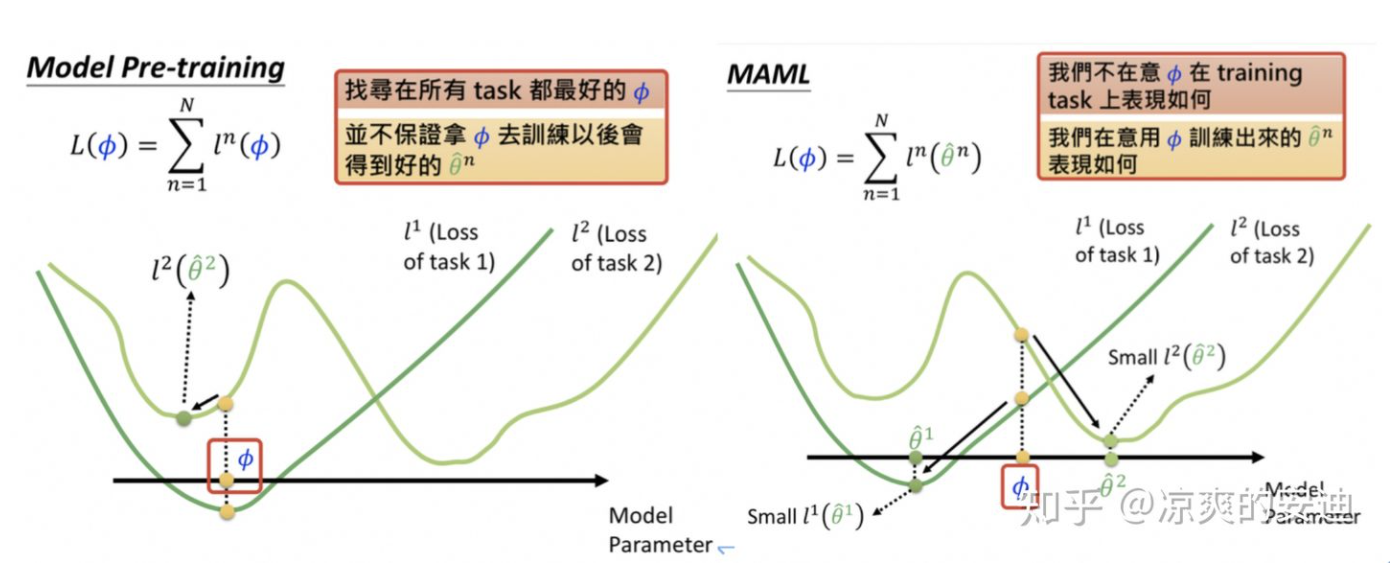 Model Pre-training
L(ϕ) = ∑ lⁿ(ϕ)
N
n=1
找尋在所有 task 都最好的 ϕ
並不保證拿 ϕ 去訓練以後會
得到好的 θ̂ⁿ
l²(θ̂²)
l¹ (Loss
of task 1)
l² (Loss
of task 2)
ϕ
Model
Parameter
MAML
L(ϕ) = ∑ lⁿ(θ̂ⁿ)
N
n=1
我們不在意 ϕ 在 training
task 上表現如何
我們在意用 ϕ 訓練出來的 θ̂ⁿ
表現如何
l¹ (Loss
of task 1)
l² (Loss
of task 2)
Small l²(θ̂²)
θ̂¹
ϕ
θ̂²
Small l¹(θ̂¹)
Model
Parameter
知乎 @凉爽的安迪